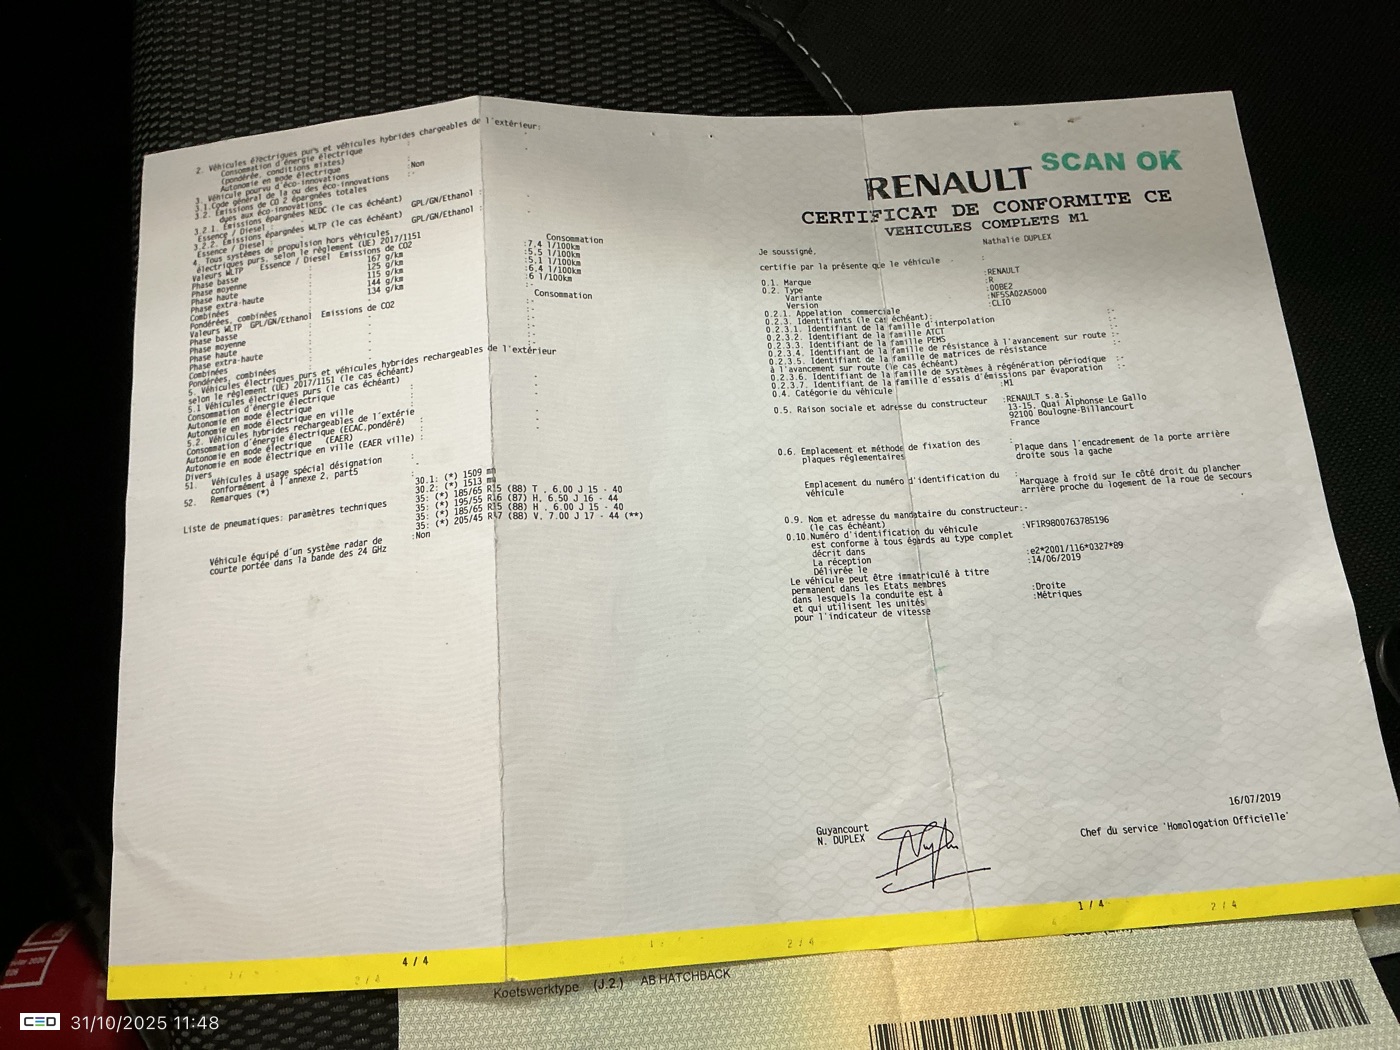 2. Véhicules électriques purs et véhicules hybrides chargeables de l'extérieur:
Consommation d'énergie électrique :
(pondérée, conditions mixtes)
Autonomie en mode électrique
3. Véhicule pourvu d'éco-innovations :Non
3.1.Code général de la ou des éco-innovations :-
3.2. Emissions de CO 2 épargnées totales
dues aux éco-innovations
3.2.1. Emissions épargnées NEDC (le cas échéant)
Essence / Diesel : GPL/GN/Ethanol :
3.2.2. Emissions épargnées WLTP (le cas échéant)
Essence / Diesel : GPL/GN/Ethanol :
4. Tous systèmes de propulsion hors véhicules
électriques purs, selon le règlement (UE) 2017/1151
Valeurs WLTP Essence / Diesel Emissions de CO2 Consommation
Phase basse : 167 g/km :7.4 l/100km
Phase moyenne : 125 g/km :5.5 l/100km
Phase haute : 115 g/km :5.1 l/100km
Phase extra-haute : 144 g/km :6.4 l/100km
Combinées : 134 g/km :6 l/100km
Pondérées, combinées :-
Valeurs WLTP GPL/GN/Ethanol Emissions de CO2 Consommation
Phase basse
Phase moyenne
Phase haute
Phase extra-haute
Combinées
Pondérées, combinées
5. Véhicules électriques purs et véhicules hybrides rechargeables de l'extérieur
selon le règlement (UE) 2017/1151 (le cas échéant)
5.1 Véhicules électriques purs (le cas échéant)
Consommation d'énergie électrique
Autonomie en mode électrique
Autonomie en mode électrique en ville
5.2. Véhicules hybrides rechargeables de l'extérie
Consommation d'énergie électrique (ECAC,pondéré)
Autonomie en mode électrique (EAER)
Autonomie en mode électrique en ville (EAER ville) :
Divers
51. Véhicules à usage spécial désignation
conformément à l'annexe 2, part5
52. Remarques (*)
30.1: (*) 1509 mm
30.2: (*) 1513 mm
35: (*) 185/65 R15 (88) T , 6.00 J 15 - 40
35: (*) 195/55 R16 (87) H, 6.50 J 16 - 44
35: (*) 185/65 R15 (88) H , 6.00 J 15 - 40
35: (*) 205/45 R17 (88) V, 7.00 J 17 - 44 (**)
Liste de pneumatiques: paramètres techniques
Véhicule équipé d'un système radar de :Non
courte portée dans la bande des 24 GHz
4 / 4
SCAN OK
RENAULT
CERTIFICAT DE CONFORMITE CE
VEHICULES COMPLETS M1
Je soussigné, Nathalie DUPLEX
certifie par la présente que le véhicule :
0.1. Marque :RENAULT
0.2. Type :R
Variante :00BE2
Version :NF55A02A5000
0.2.1. Appelation commerciale :CLIO
0.2.3. Identifiants (le cas échéant):
0.2.3.1. Identifiant de la famille d'interpolation :-
0.2.3.2. Identifiant de la famille ATCT :-
0.2.3.3. Identifiant de la famille PEMS :-
0.2.3.4. Identifiant de la famille de résistance à l'avancement sur route :-
0.2.3.5. Identifiant de la famille de matrices de résistance
à l'avancement sur route (le cas échéant) :-
0.2.3.6. Identifiant de la famille de systèmes à régénération périodique :-
0.2.3.7. Identifiant de la famille d'essais d'émissions par évaporation :-
0.4. Catégorie du véhicule :M1
0.5. Raison sociale et adresse du constructeur :RENAULT s.a.s.
13-15, Quai Alphonse Le Gallo
92100 Boulogne-Billancourt
France
0.6. Emplacement et méthode de fixation des : Plaque dans l'encadrement de la porte arrière
plaques réglementaires droite sous la gache
Emplacement du numéro d'identification du : Marquage à froid sur le côté droit du plancher
véhicule arrière proche du logement de la roue de secours
0.9. Nom et adresse du mandataire du constructeur:-
(le cas échéant)
0.10.Numéro d'identification du véhicule :VF1R9800763785196
est conforme à tous égards au type complet
décrit dans
La réception :e2*2001/116*0327*89
Délivrée le :14/06/2019
Le véhicule peut être immatriculé à titre
permanent dans les Etats membres
dans lesquels la conduite est à :Droite
et qui utilisent les unités :Métriques
pour l'indicateur de vitesse
16/07/2019
Guyancourt
N. DUPLEX
Chef du service 'Homologation Officielle'
1 / 4
2 / 4
2 / 4
Koetswerktype (J.2.) AB HATCHBACK
CED 31/10/2025 11:48